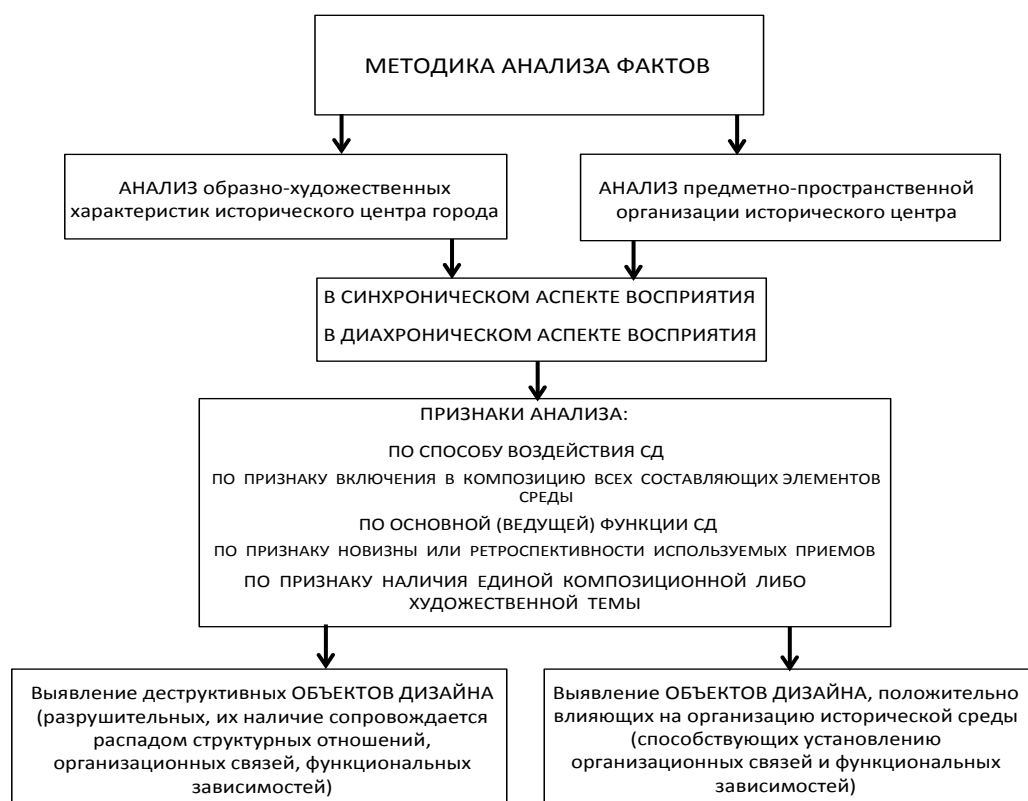 МЕТОДИКА АНАЛИЗА ФАКТОВ
АНАЛИЗ образно-художественных
характеристик исторического центра города
АНАЛИЗ предметно-пространственной
организации исторического центра
В СИНХРОНИЧЕСКОМ АСПЕКТЕ ВОСПРИЯТИЯ
В ДИАХРОНИЧЕСКОМ АСПЕКТЕ ВОСПРИЯТИЯ
ПРИЗНАКИ АНАЛИЗА:
ПО СПОСОБУ ВОЗДЕЙСТВИЯ СД
ПО ПРИЗНАКУ ВКЛЮЧЕНИЯ В КОМПОЗИЦИЮ ВСЕХ СОСТАВЛЯЮЩИХ ЭЛЕМЕНТОВ
СРЕДЫ
ПО ОСНОВНОЙ (ВЕДУЩЕЙ) ФУНКЦИИ СД
ПО ПРИЗНАКУ НОВИЗНЫ ИЛИ РЕТРОСПЕКТИВНОСТИ ИСПОЛЬЗУЕМЫХ ПРИЕМОВ
ПО ПРИЗНАКУ НАЛИЧИЯ ЕДИНОЙ КОМПОЗИЦИОННОЙ ЛИБО
ХУДОЖЕСТВЕННОЙ ТЕМЫ
Выявление деструктивных ОБЪЕКТОВ ДИЗАЙНА
(разрушительных, их наличие сопровождается
распадом структурных отношений,
организационных связей, функциональных
зависимостей)
Выявление ОБЪЕКТОВ ДИЗАЙНА, положительно
влияющих на организацию исторической среды
(способствующих установлению
организационных связей и функциональных
зависимостей)